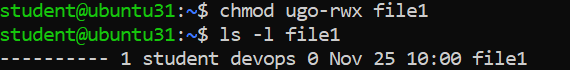 student@ubuntu31:~$ chmod ugo-rwx file1
student@ubuntu31:~$ ls -l file1
---------- 1 student devops 0 Nov 25 10:00 file1